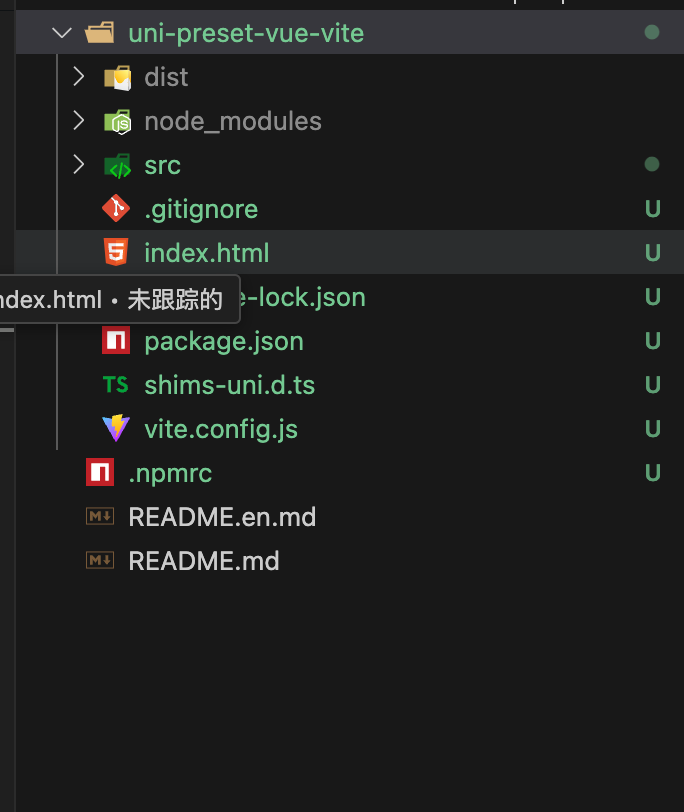 uni-preset-vue-vite
dist
node_modules
src
.gitignore U
index.html U
ndex.html • 未跟踪的
e-lock.json U
package.json U
TS shims-uni.d.ts U
vite.config.js U
.npmrc U
README.en.md
README.md